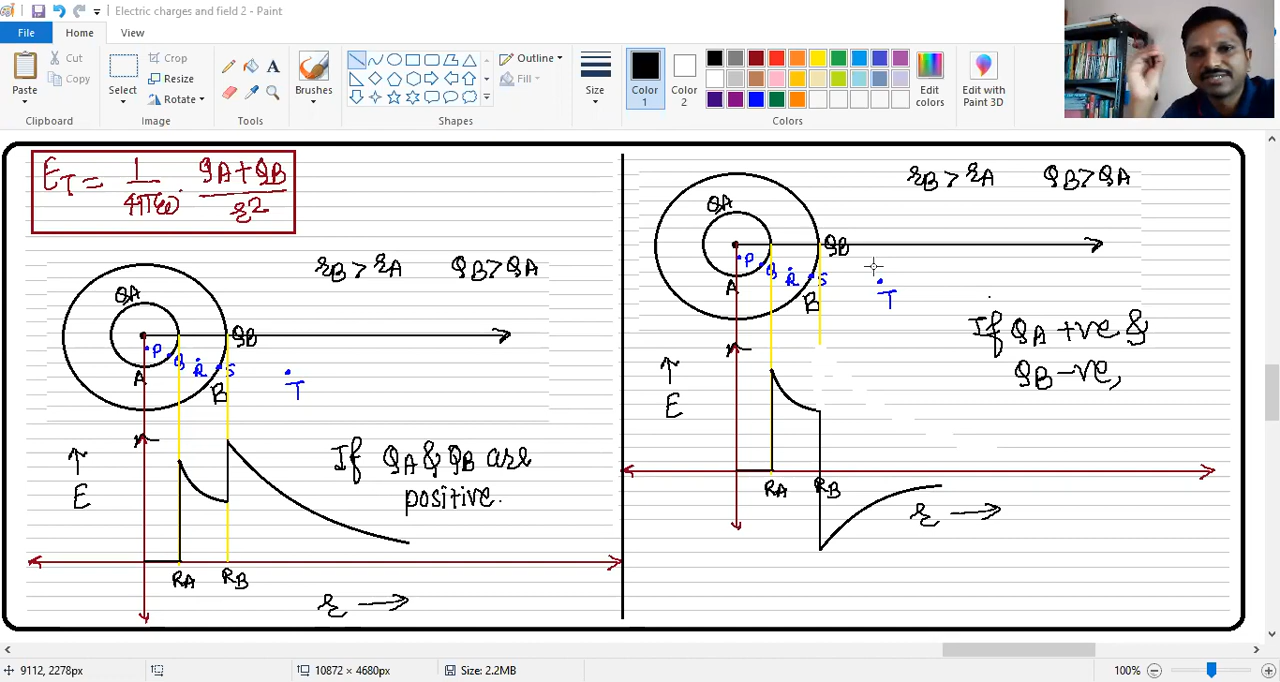 Electric charges and field 2 - Paint
File
Home
View
Paste
Cut
Copy
Clipboard
Select
Crop
Resize
Rotate
Image
A
Tools
Brushes
Outline
Fill
Shapes
Size
Color 1
Color 2
Colors
Edit colors
Edit with Paint 3D
E_T = 1/4π∈0 · (QA+QB)/r²
rB > rA QB > QA
QA
QB
P
Q
R
S
T
A
B
↑
E
If QA & QB are
positive.
RA
RB
r →
rB > rA QB > QA
QA
QB
P
Q
R
S
T
A
B
If QA +ve &
QB -ve,
↑
E
RA
RB
r →
9112, 2278px
10872 × 4680px
Size: 2.2MB
100%